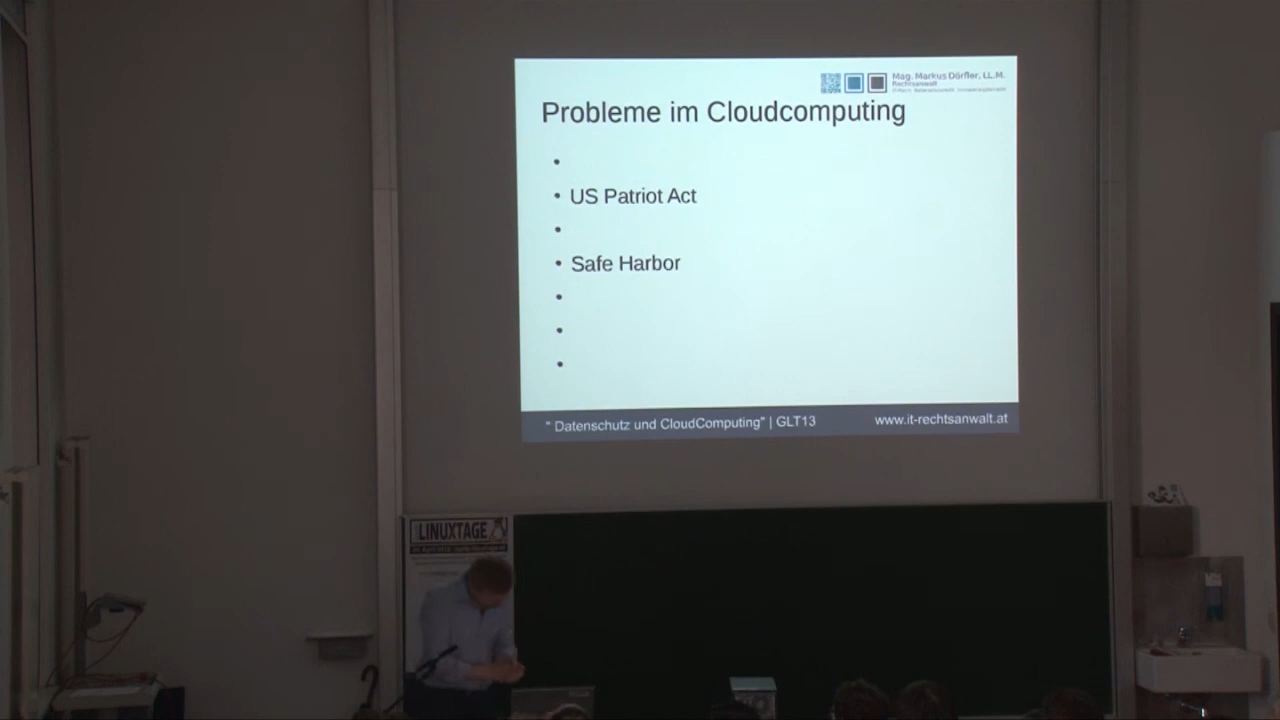 Mag. Markus Dörfler, LL.M.
Rechtsanwalt
Probleme im Cloudcomputing
•
• US Patriot Act
•
• Safe Harbor
•
•
•
" Datenschutz und CloudComputing" | GLT13
www.it-rechtsanwalt.at
LINUXTAGE